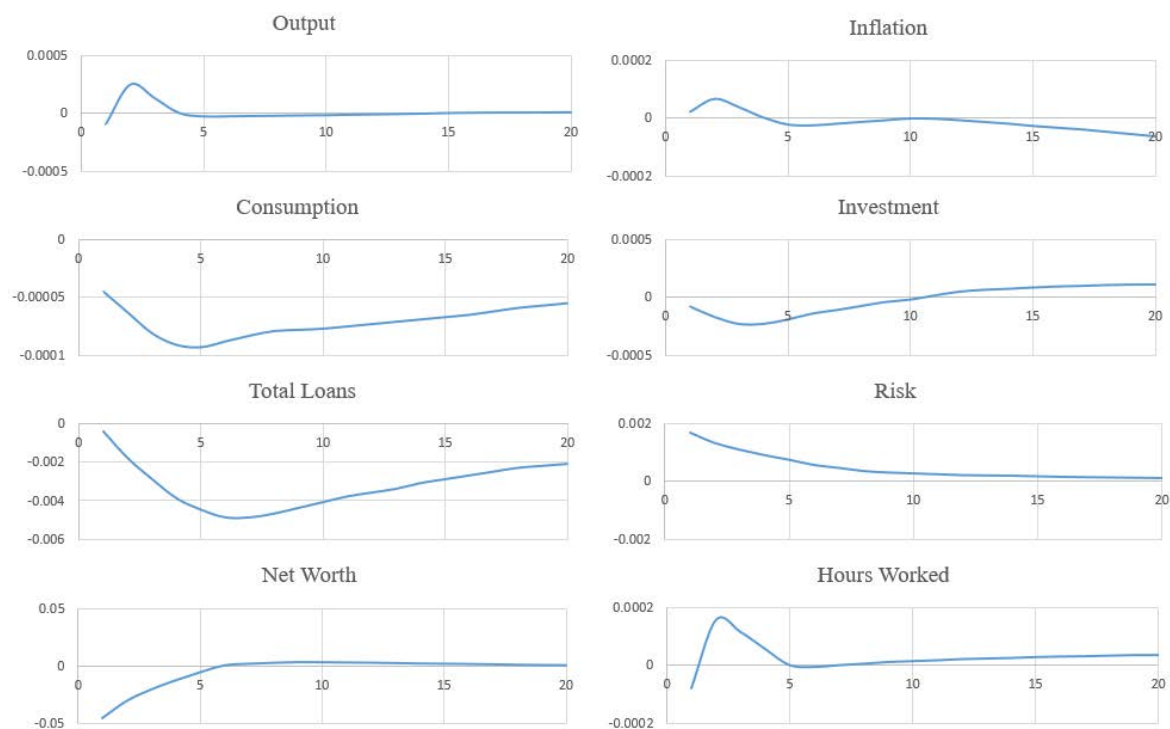 Output
0.0005
0
-0.0005
0 5 10 15 20
Inflation
0.0002
0
-0.0002
0 5 10 15 20
Consumption
0
-0.00005
-0.0001
0 5 10 15 20
Investment
0.0005
0
-0.0005
0 5 10 15 20
Total Loans
0
-0.002
-0.004
-0.006
0 5 10 15 20
Risk
0.002
0
-0.002
0 5 10 15 20
Net Worth
0.05
0
-0.05
0 5 10 15 20
Hours Worked
0.0002
0
-0.0002
0 5 10 15 20